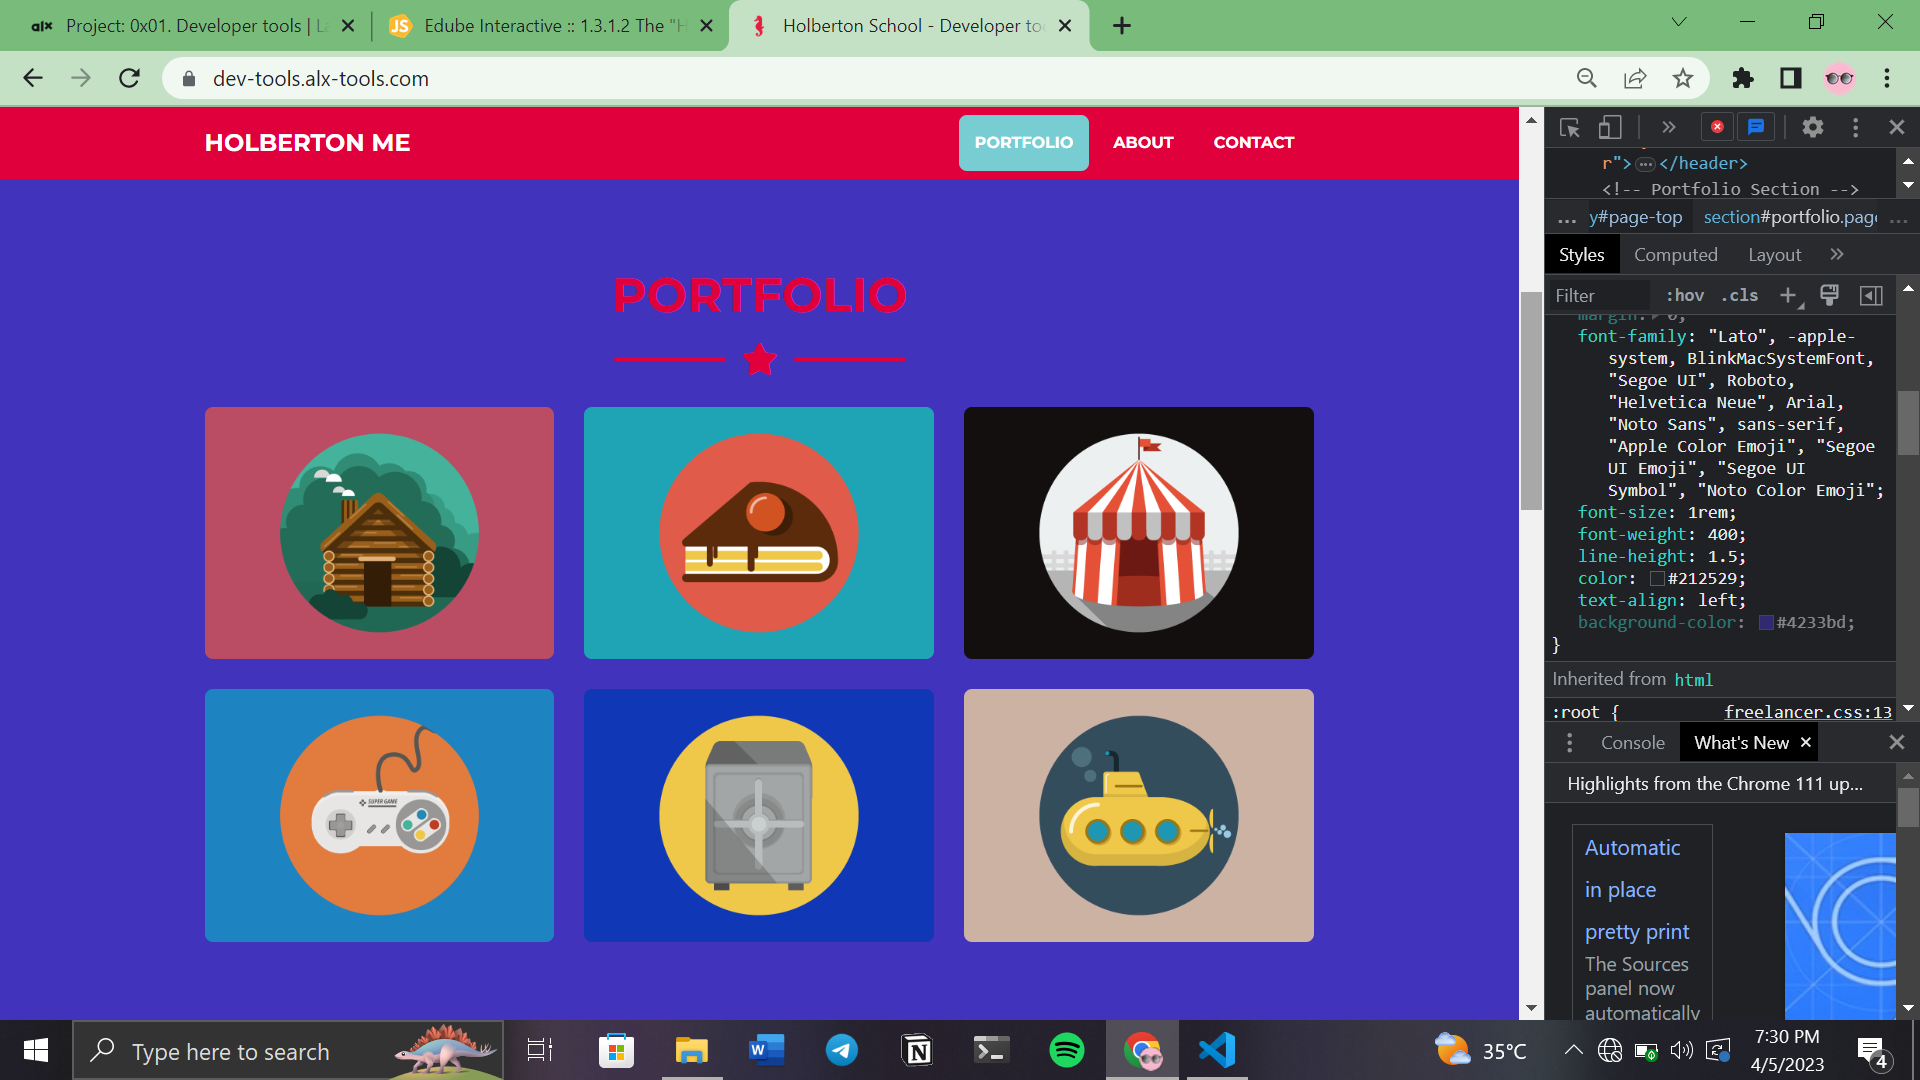 alx Project: 0x01. Developer tools | La
JS Edube Interactive :: 1.3.1.2 The "H
Holberton School - Developer too
dev-tools.alx-tools.com
HOLBERTON ME
PORTFOLIO
ABOUT
CONTACT
PORTFOLIO
SUPER GAME
r">…</header>
<!-- Portfolio Section -->
… y#page-top section#portfolio.page …
Styles Computed Layout
Filter :hov .cls
margin: 0;
font-family: "Lato", -apple-
system, BlinkMacSystemFont,
"Segoe UI", Roboto,
"Helvetica Neue", Arial,
"Noto Sans", sans-serif,
"Apple Color Emoji", "Segoe
UI Emoji", "Segoe UI
Symbol", "Noto Color Emoji";
font-size: 1rem;
font-weight: 400;
line-height: 1.5;
color: #212529;
text-align: left;
background-color: #4233bd;
}
Inherited from html
:root { freelancer.css:13
Console What's New
Highlights from the Chrome 111 up...
Automatic
in place
pretty print
The Sources
panel now
automatically
Type here to search
35°C
7:30 PM
4/5/2023
4